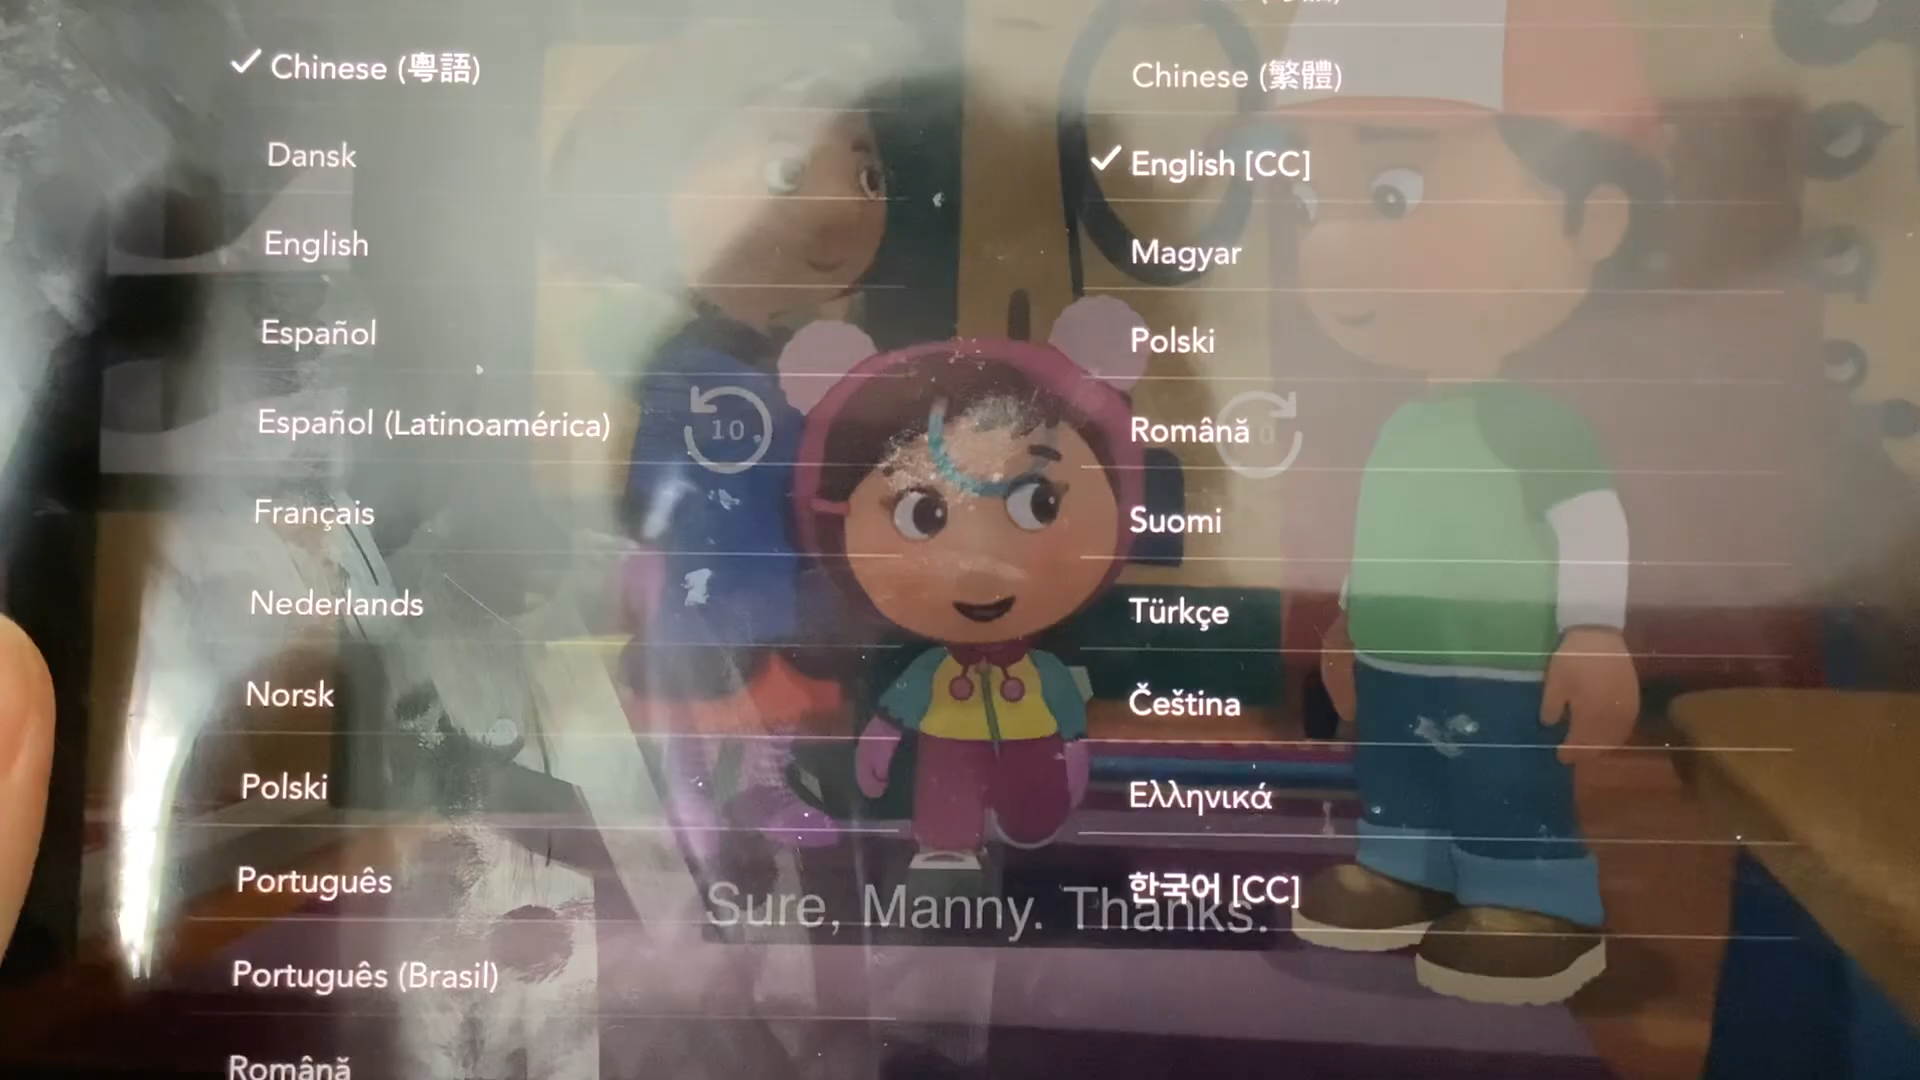 Chinese (粵語)
Dansk
English
Español
Español (Latinoamérica)
Français
Nederlands
Norsk
Polski
Português
Português (Brasil)
Română
Chinese (繁體)
English [CC]
Magyar
Polski
Română
Suomi
Türkçe
Čeština
Ελληνικά
한국어 [CC]
10
Sure, Manny. Thanks.